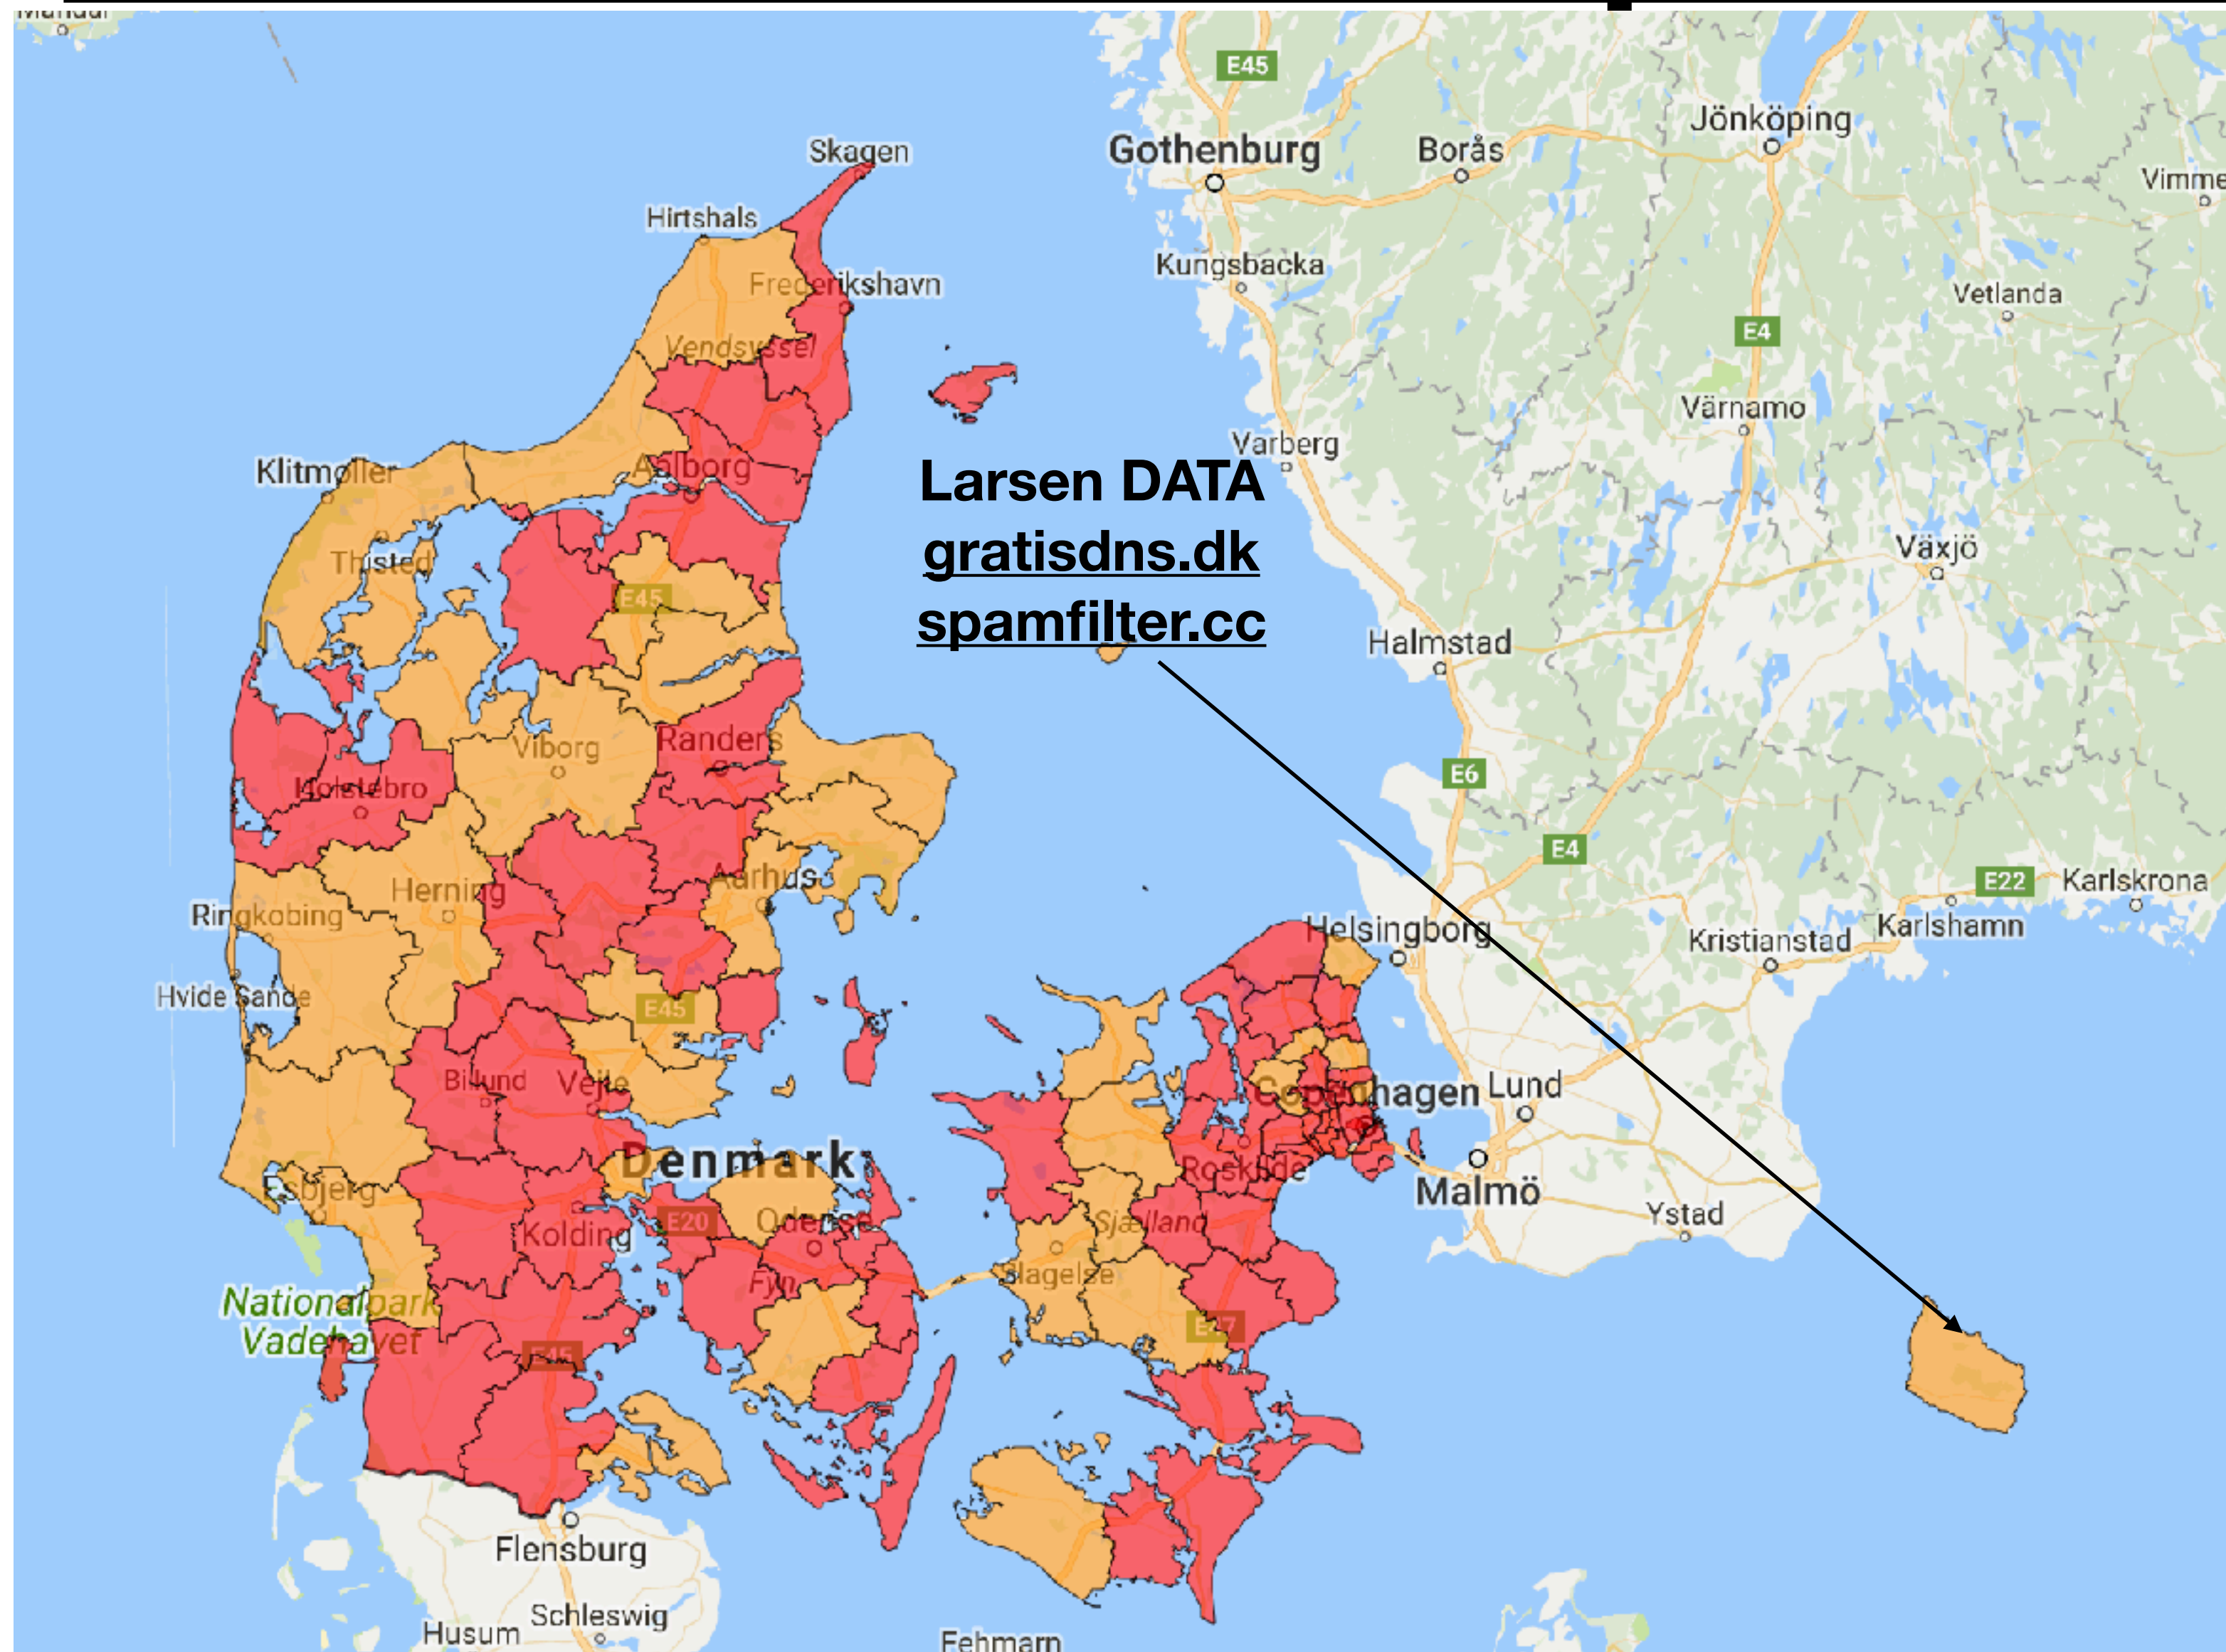 Skagen
Gothenburg
Borås
Jönköping
E45
Hirtshals
Vimme
Kungsbacka
Frederikshavn
Vetlanda
E4
Vendsyssel
Värnamo
Varberg
Klitmøller
Aalborg
Larsen DATA
gratisdns.dk
spamfilter.cc
Växjö
Thisted
E45
Halmstad
Viborg
Randers
E6
Holstebro
E4
Herning
Aarhus
E22
Karlskrona
Ringkobing
Helsingborg
Kristianstad
Karlshamn
Hvide Sande
E45
Billund
Vejle
Copenhagen
Lund
Denmark
Roskilde
Esbjerg
Malmö
Kolding
E20
Odense
Sjælland
Ystad
Fyn
Slagelse
Nationalpark
Vadehavet
E47
E45
Flensburg
Schleswig
Husum
Fehmarn